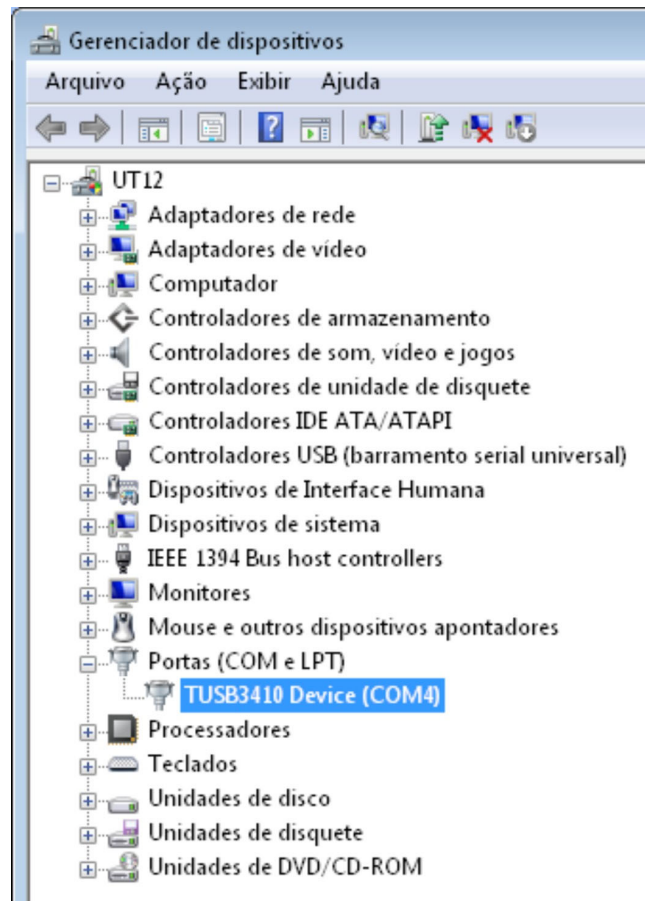 Gerenciador de dispositivos
Arquivo Ação Exibir Ajuda
UT12
Adaptadores de rede
Adaptadores de vídeo
Computador
Controladores de armazenamento
Controladores de som, vídeo e jogos
Controladores de unidade de disquete
Controladores IDE ATA/ATAPI
Controladores USB (barramento serial universal)
Dispositivos de Interface Humana
Dispositivos de sistema
IEEE 1394 Bus host controllers
Monitores
Mouse e outros dispositivos apontadores
Portas (COM e LPT)
TUSB3410 Device (COM4)
Processadores
Teclados
Unidades de disco
Unidades de disquete
Unidades de DVD/CD-ROM